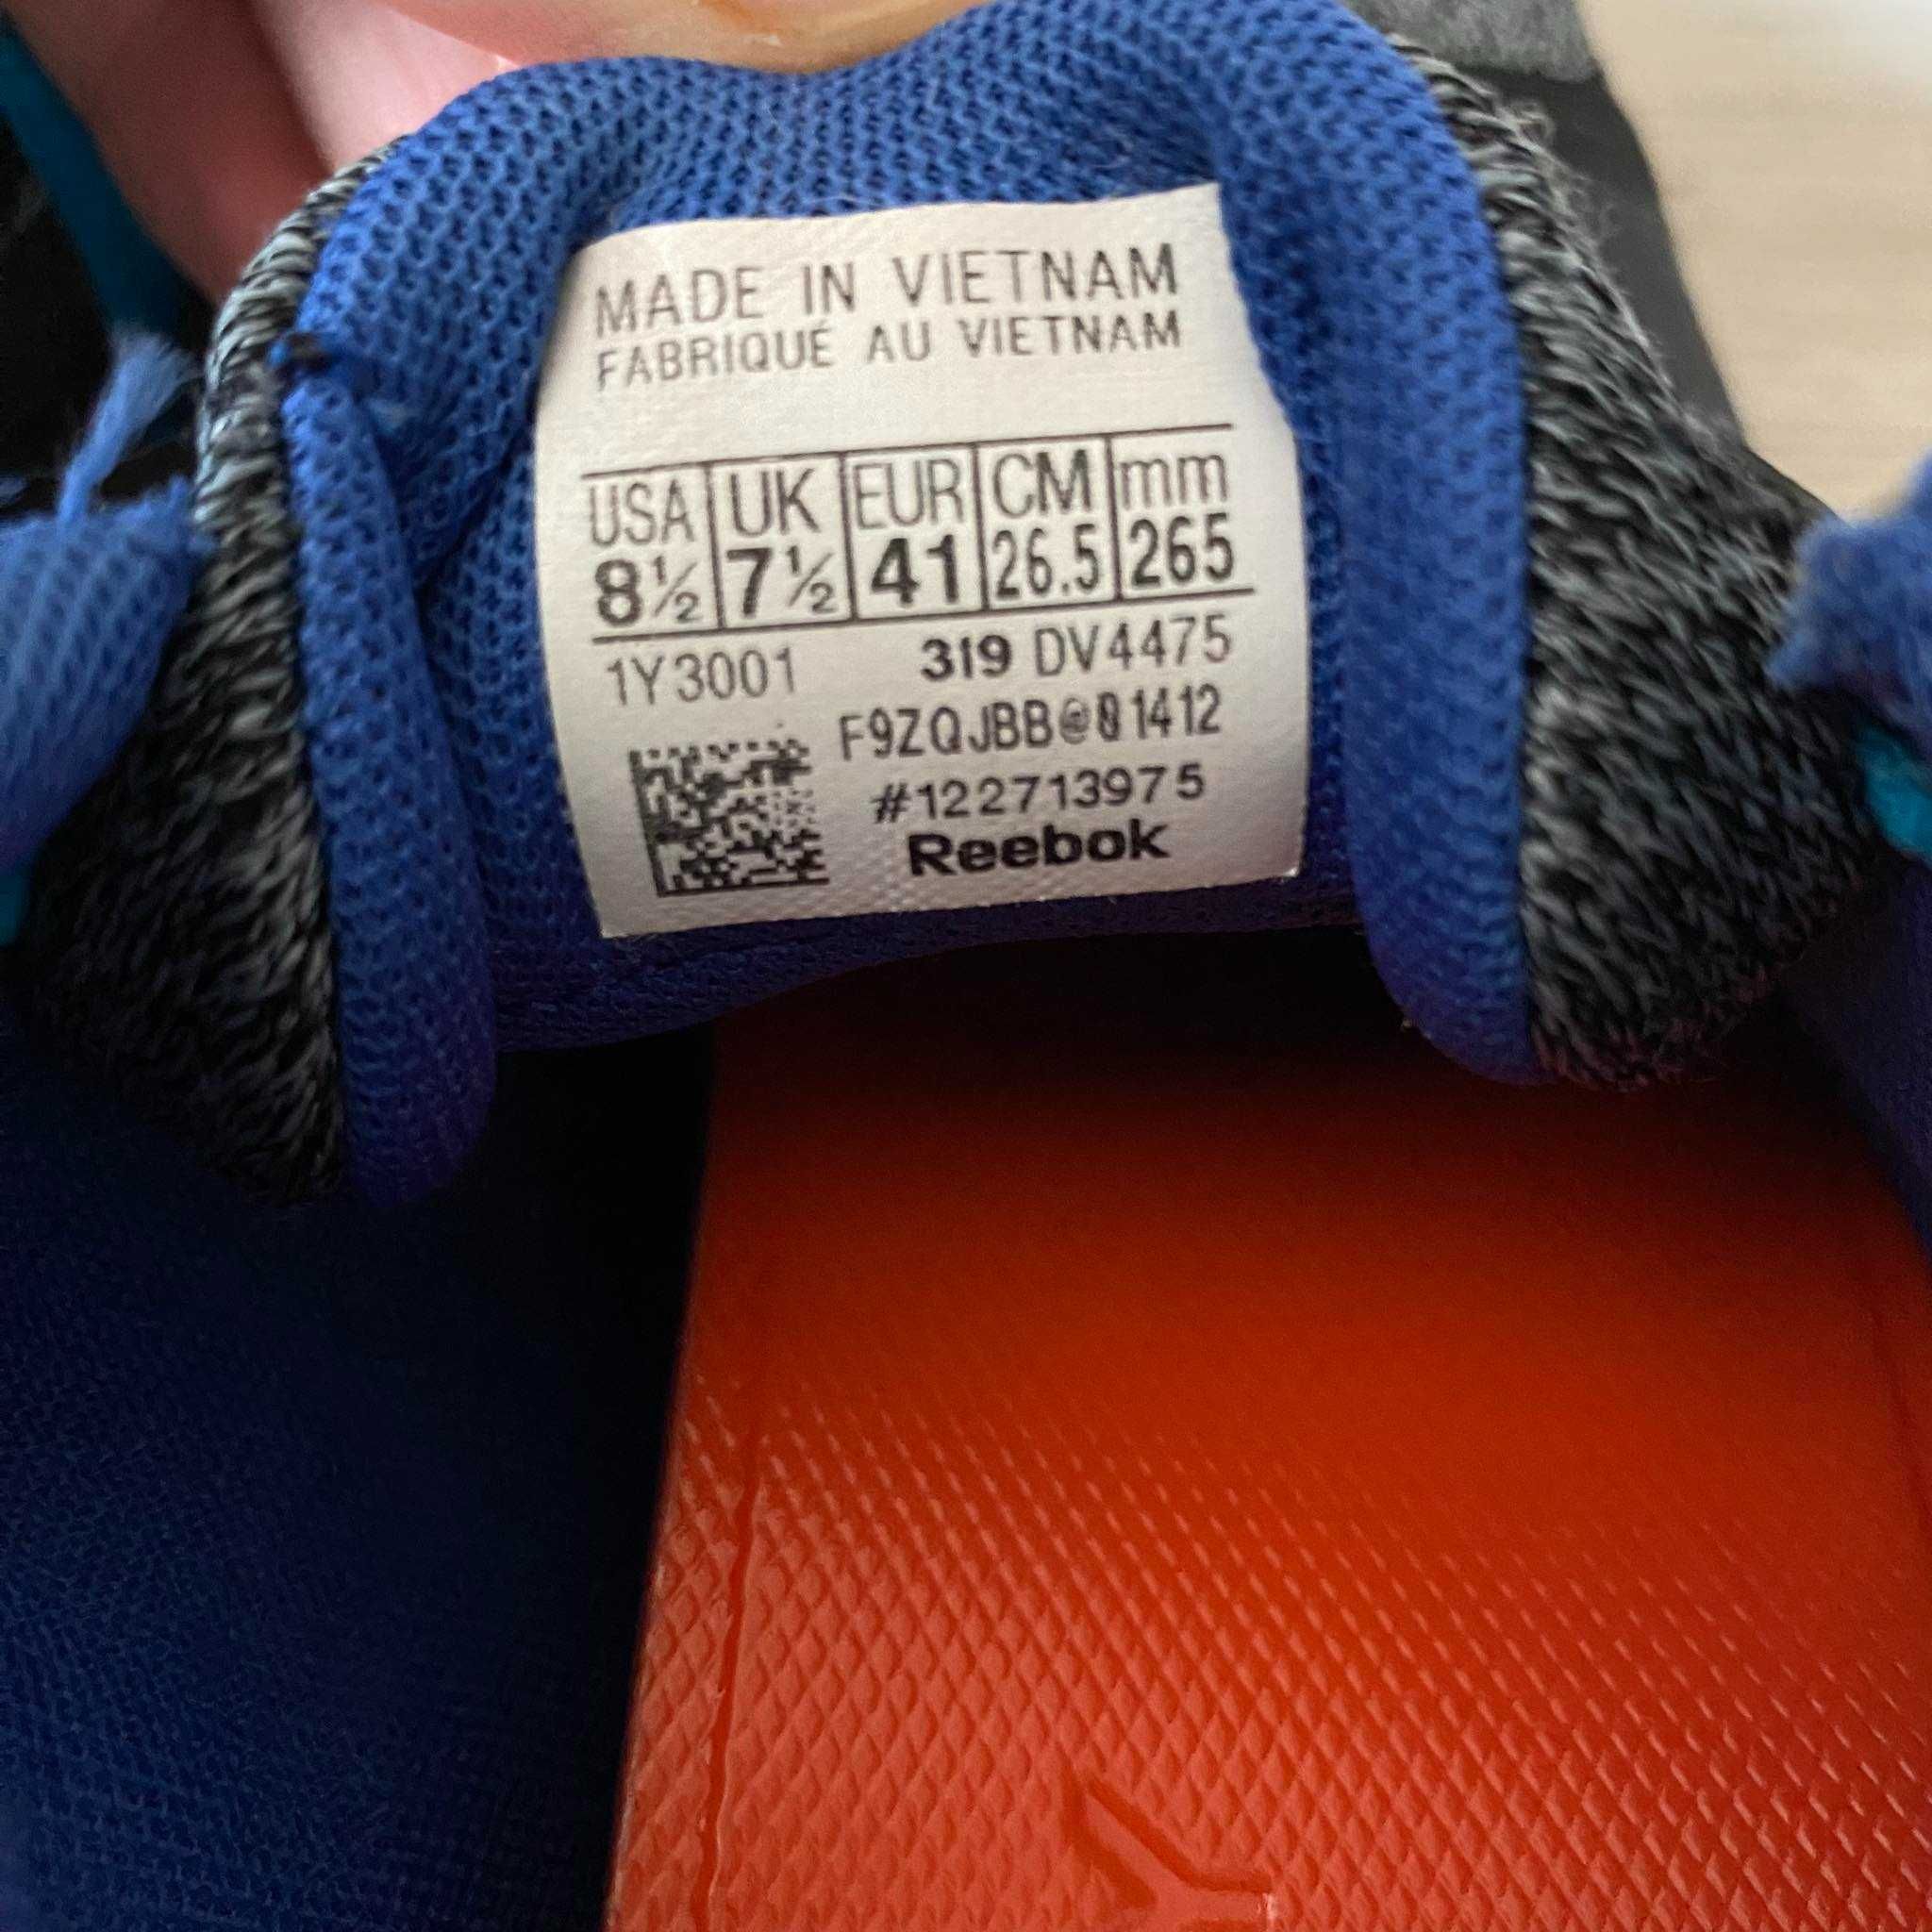 MADE IN VIETNAM
FABRIQUÉ AU VIETNAM
USA UK EUR CM mm
8½ 7½ 41 26.5 265
1Y3001 319 DV4475
F9ZQJBB@01412
#122713975
Reebok